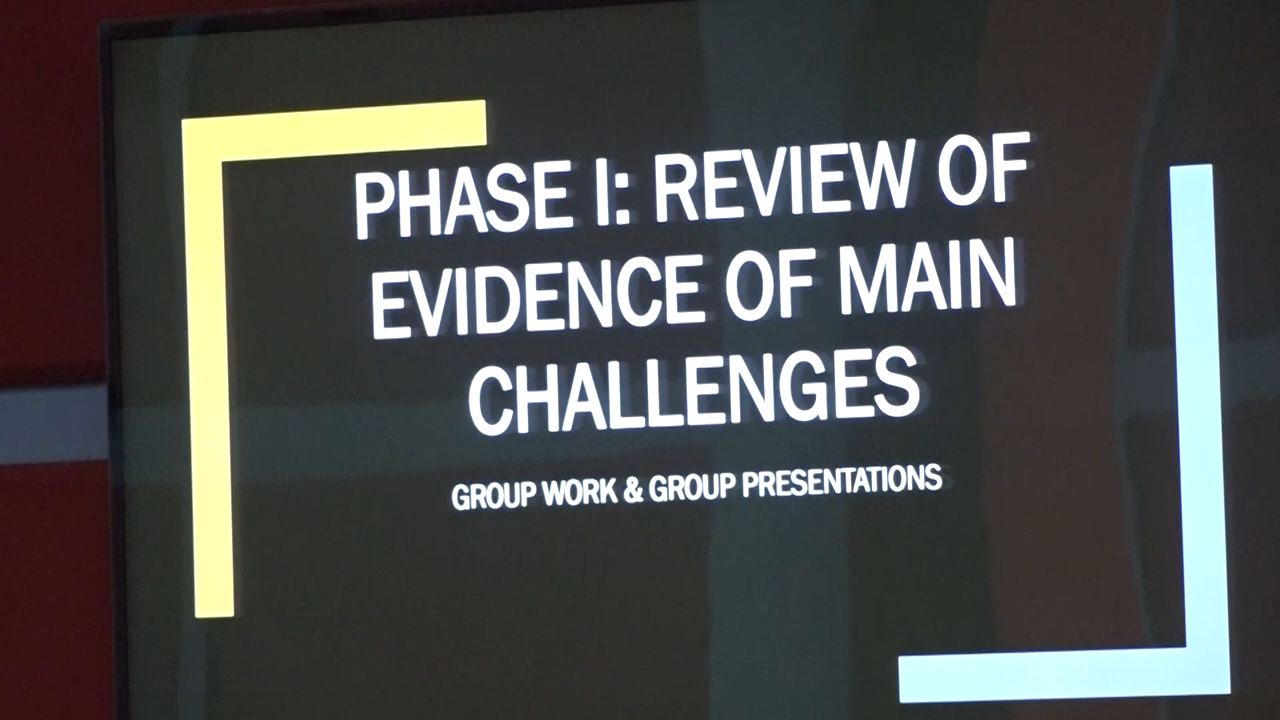 PHASE I: REVIEW OF
EVIDENCE OF MAIN
CHALLENGES
GROUP WORK & GROUP PRESENTATIONS